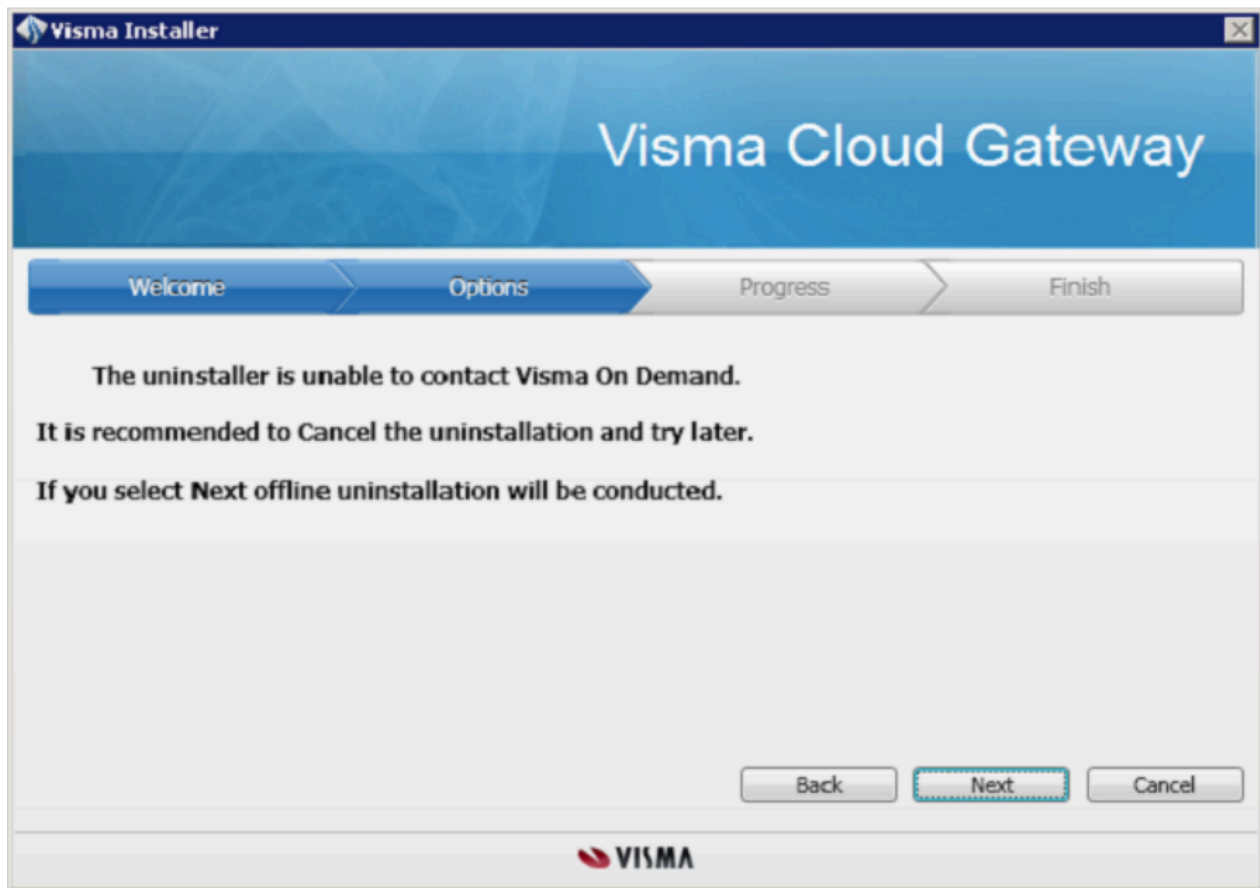 Visma Installer
Visma Cloud Gateway
Welcome
Options
Progress
Finish
The uninstaller is unable to contact Visma On Demand.
It is recommended to Cancel the uninstallation and try later.
If you select Next offline uninstallation will be conducted.
Back
Next
Cancel
VISMA